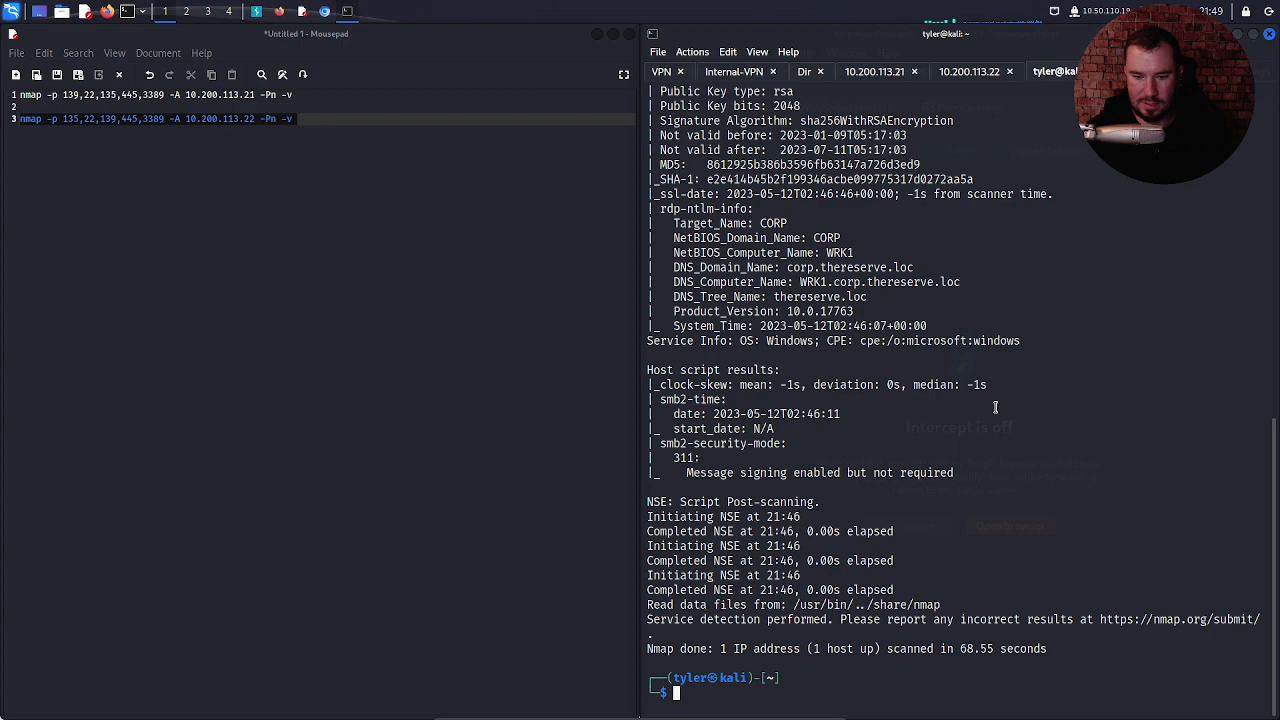 1 2 3 4
10.50.110.18
21:49
*Untitled 1 - Mousepad
File Edit Search View Document Help
1 nmap -p 139,22,135,445,3389 -A 10.200.113.21 -Pn -v
2
3 nmap -p 135,22,139,445,3389 -A 10.200.113.22 -Pn -v
tyler@kali: ~
File Actions Edit View Help
VPN × Internal-VPN × Dir × 10.200.113.21 × 10.200.113.22 ×
| Public Key type: rsa
| Public Key bits: 2048
| Signature Algorithm: sha256WithRSAEncryption
| Not valid before: 2023-01-09T05:17:03
| Not valid after:  2023-07-11T05:17:03
| MD5:   8612925b386b3596fb63147a726d3ed9
|_SHA-1: e2e414b45b2f199346acbe099775317d0272aa5a
|_ssl-date: 2023-05-12T02:46:46+00:00; -1s from scanner time.
| rdp-ntlm-info:
|   Target_Name: CORP
|   NetBIOS_Domain_Name: CORP
|   NetBIOS_Computer_Name: WRK1
|   DNS_Domain_Name: corp.thereserve.loc
|   DNS_Computer_Name: WRK1.corp.thereserve.loc
|   DNS_Tree_Name: thereserve.loc
|   Product_Version: 10.0.17763
|_  System_Time: 2023-05-12T02:46:07+00:00
Service Info: OS: Windows; CPE: cpe:/o:microsoft:windows
Host script results:
|_clock-skew: mean: -1s, deviation: 0s, median: -1s
| smb2-time:
|   date: 2023-05-12T02:46:11
|_  start_date: N/A
| smb2-security-mode:
|   311:
|_    Message signing enabled but not required
Intercept is off
NSE: Script Post-scanning.
Initiating NSE at 21:46
Completed NSE at 21:46, 0.00s elapsed
Initiating NSE at 21:46
Completed NSE at 21:46, 0.00s elapsed
Initiating NSE at 21:46
Completed NSE at 21:46, 0.00s elapsed
Read data files from: /usr/bin/../share/nmap
Service detection performed. Please report any incorrect results at https://nmap.org/submit/
.
Nmap done: 1 IP address (1 host up) scanned in 68.55 seconds
┌──(tyler㉿kali)-[~]
└─$